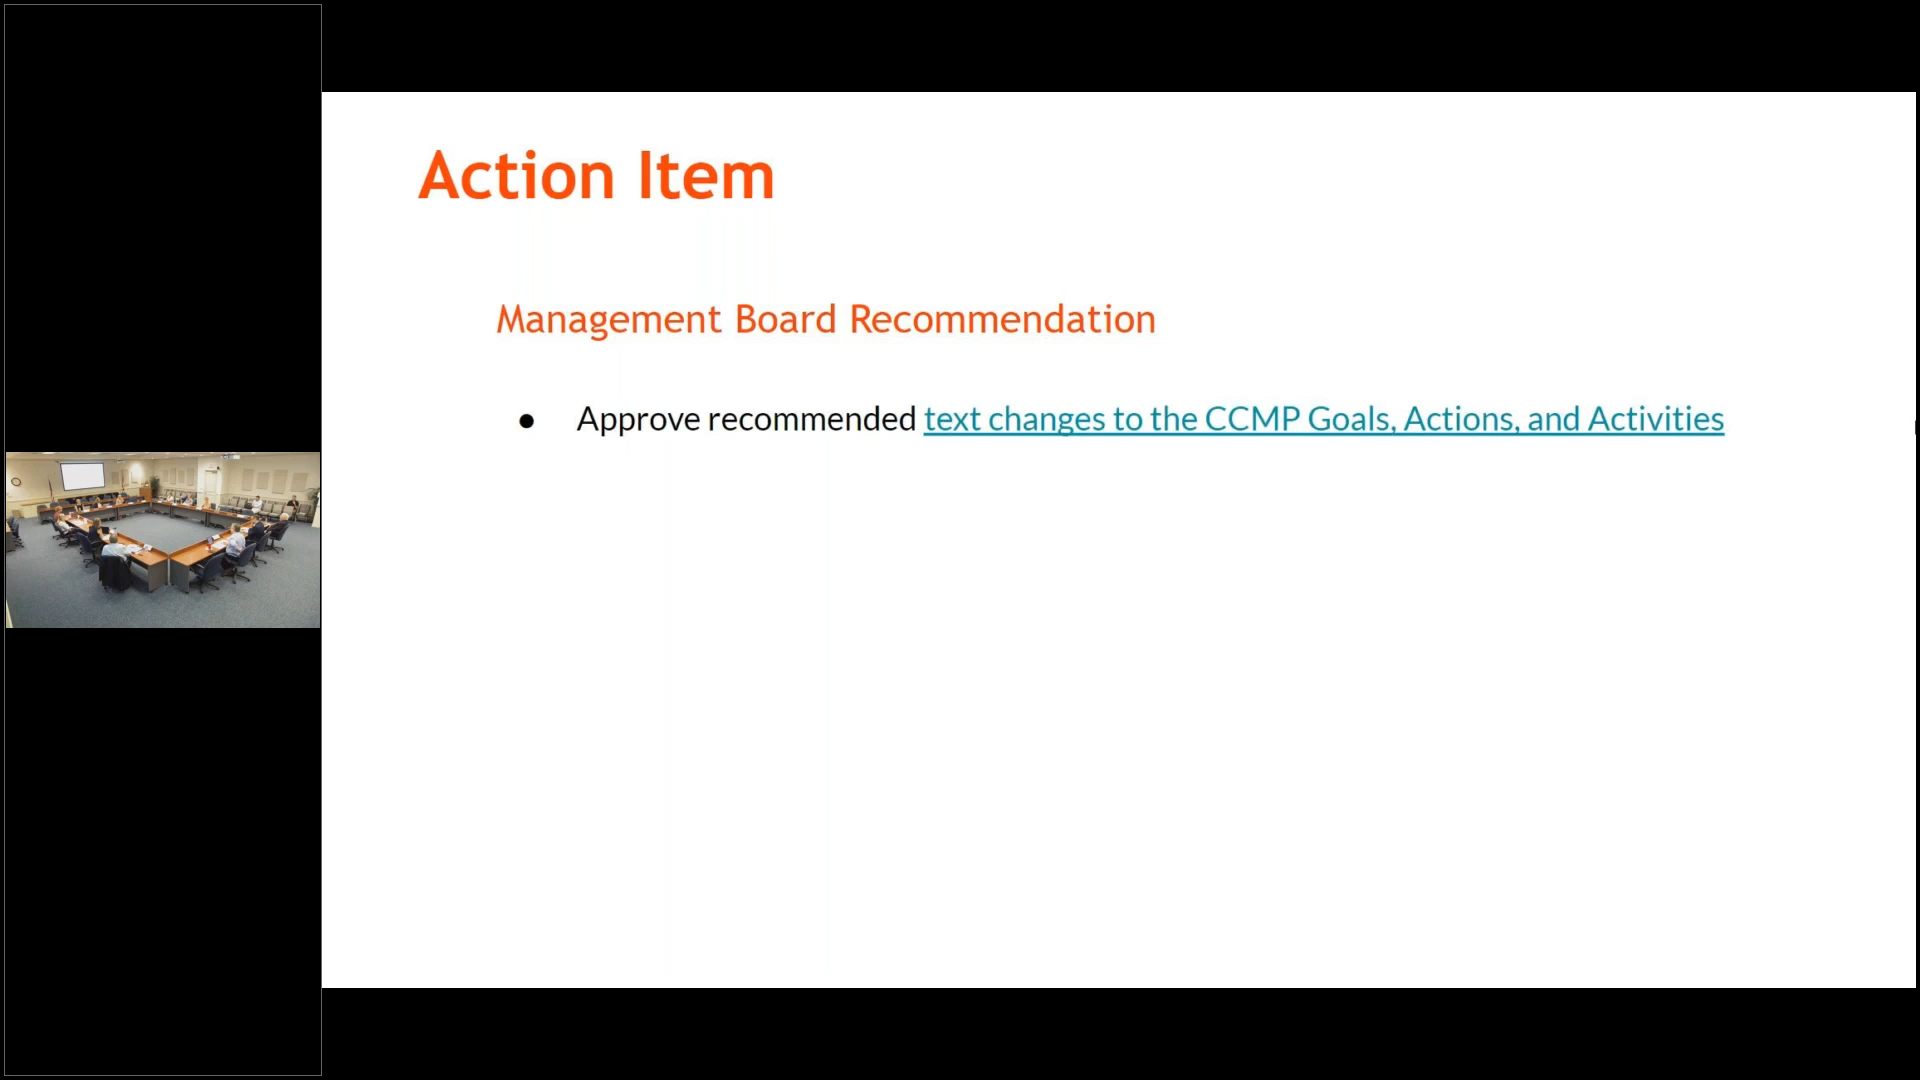 Action Item
Management Board Recommendation
● Approve recommended text changes to the CCMP Goals, Actions, and Activities